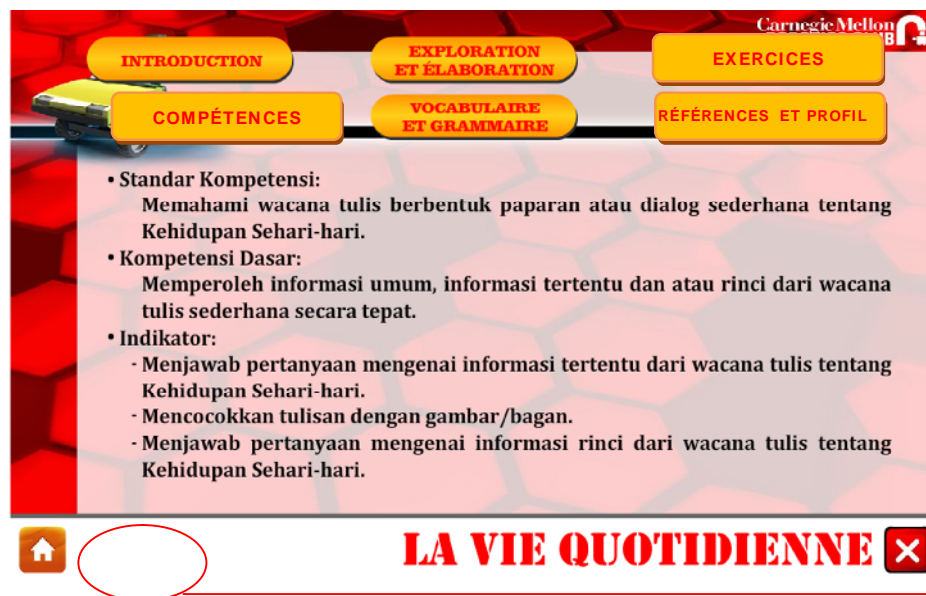 Carnegie Mellon
INTRODUCTION
EXPLORATION
ET ÉLABORATION
EXERCICES
COMPÉTENCES
VOCABULAIRE
ET GRAMMAIRE
RÉFÉRENCES ET PROFIL
• Standar Kompetensi:
Memahami wacana tulis berbentuk paparan atau dialog sederhana tentang
Kehidupan Sehari-hari.
• Kompetensi Dasar:
Memperoleh informasi umum, informasi tertentu dan atau rinci dari wacana
tulis sederhana secara tepat.
• Indikator:
- Menjawab pertanyaan mengenai informasi tertentu dari wacana tulis tentang
Kehidupan Sehari-hari.
- Mencocokkan tulisan dengan gambar/bagan.
- Menjawab pertanyaan mengenai informasi rinci dari wacana tulis tentang
Kehidupan Sehari-hari.
LA VIE QUOTIDIENNE